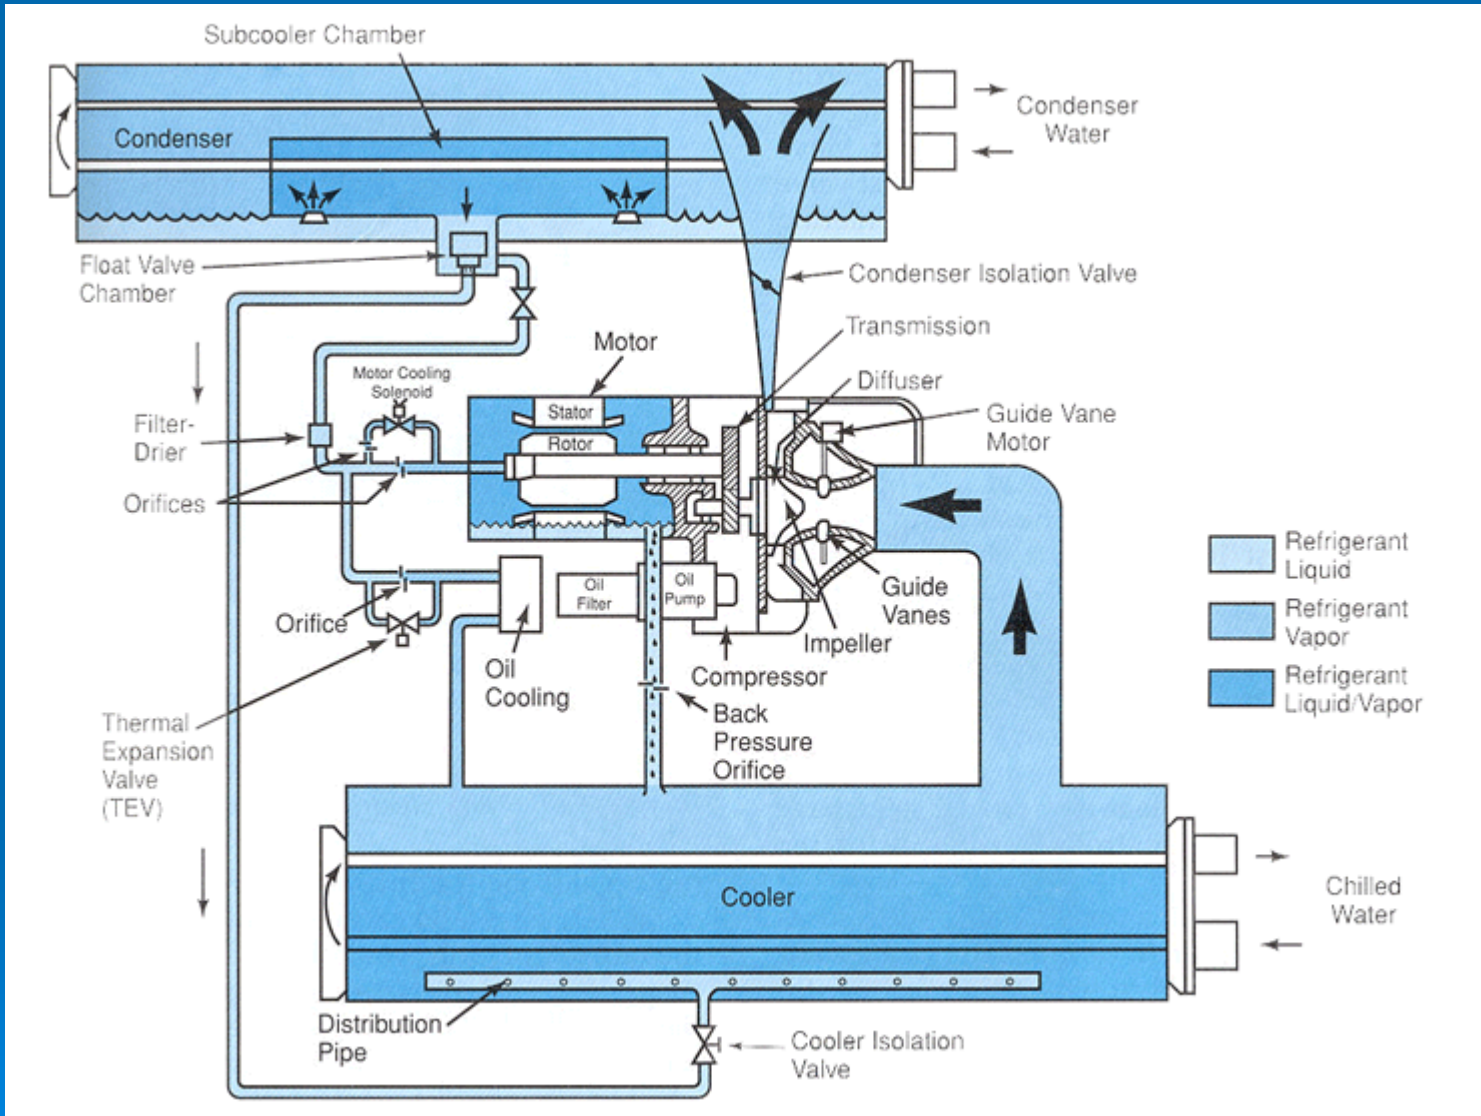 Subcooler Chamber
Condenser
Condenser
Water
Float Valve
Chamber
Condenser Isolation Valve
Transmission
Motor
Diffuser
Motor Cooling
Solenoid
Guide Vane
Motor
Stator
Filter-
Drier
Rotor
Orifices
Refrigerant
Liquid
Refrigerant
Vapor
Refrigerant
Liquid/Vapor
Oil
Filter
Oil
Pump
Guide
Vanes
Orifice
Impeller
Oil
Cooling
Compressor
Back
Pressure
Orifice
Thermal
Expansion
Valve
(TEV)
Cooler
Chilled
Water
Distribution
Pipe
Cooler Isolation
Valve